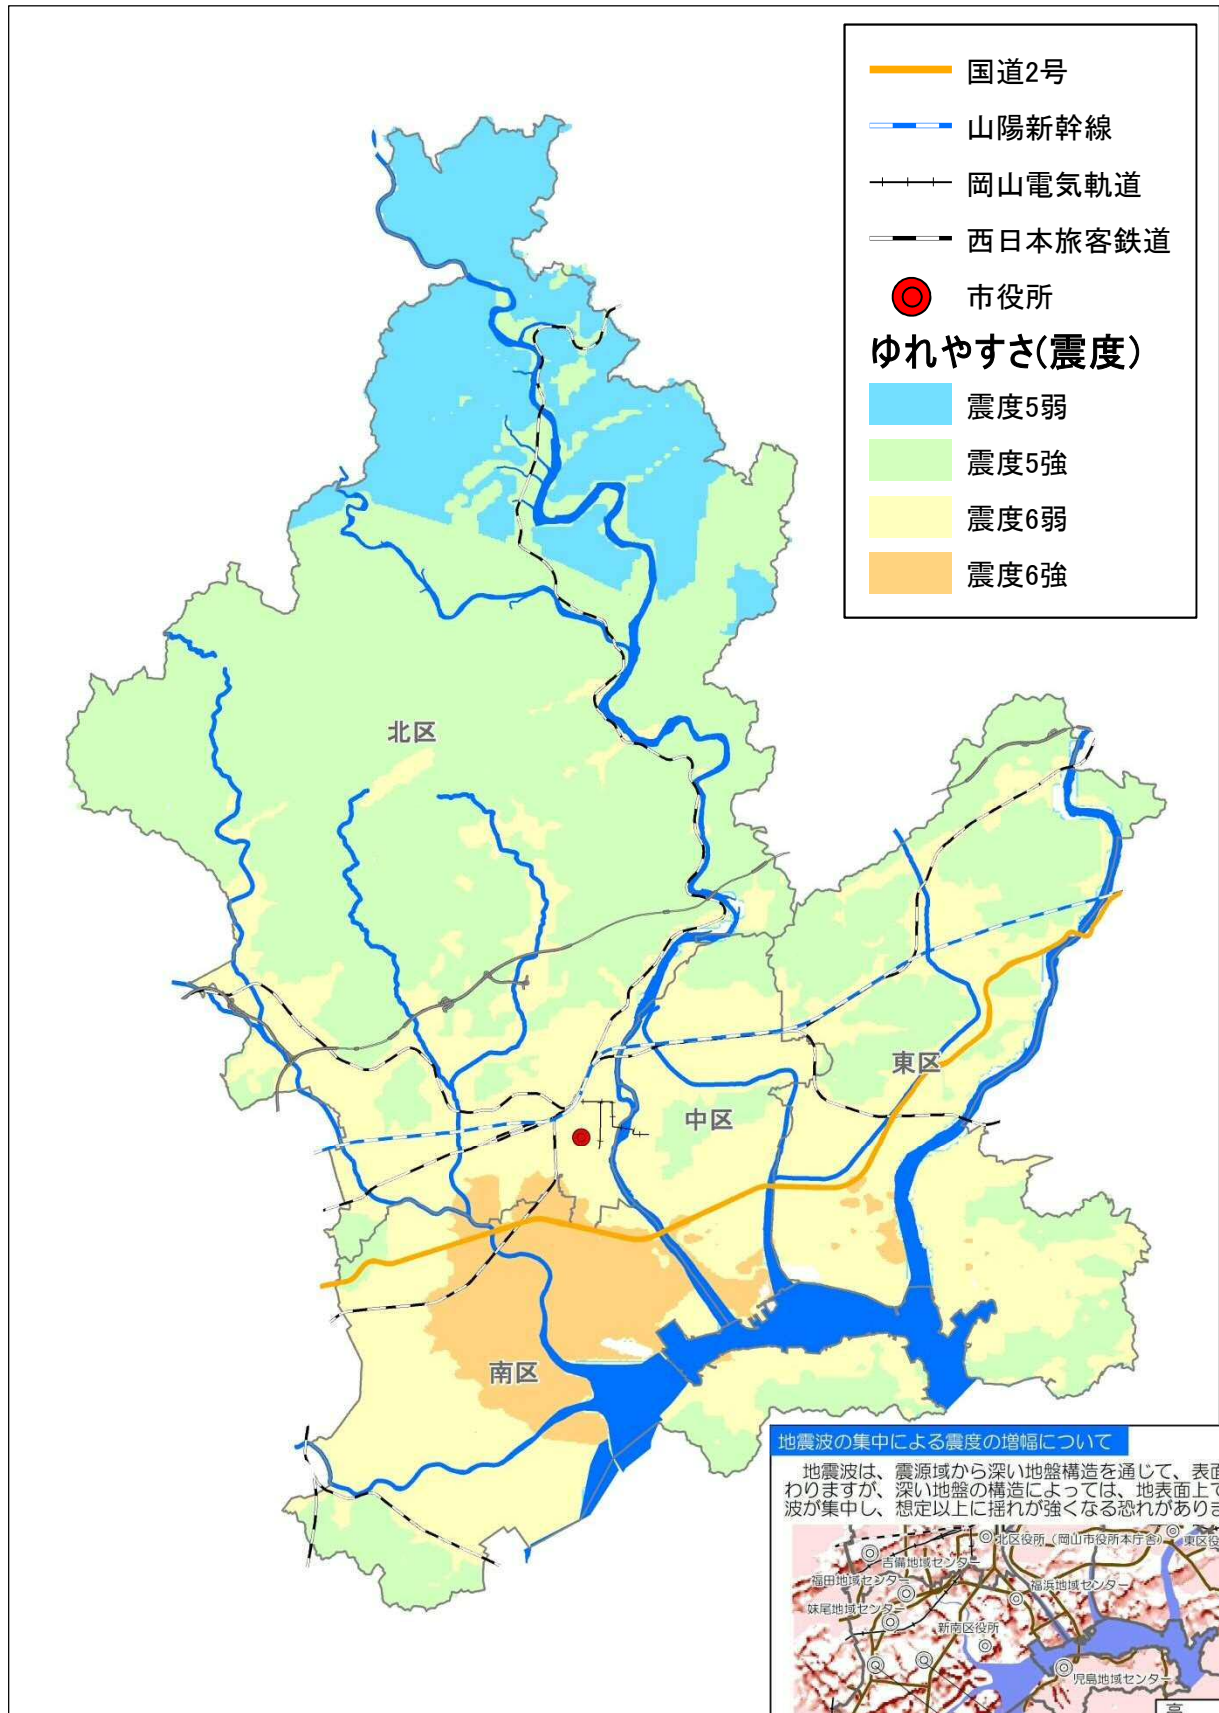 国道2号
山陽新幹線
岡山電気軌道
西日本旅客鉄道
市役所
ゆれやすさ(震度)
震度5弱
震度5強
震度6弱
震度6強
北区
東区
中区
南区
地震波の集中による震度の増幅について
地震波は、震源域から深い地盤構造を通じて、表面
わりますが、深い地盤の構造によっては、地表面上で
波が集中し、想定以上に揺れが強くなる恐れがありま
北区役所（岡山市役所本庁舎）
東区役
吉備地域センター
福田地域センター
福浜地域センター
妹尾地域センター
新南区役所
児島地域センター